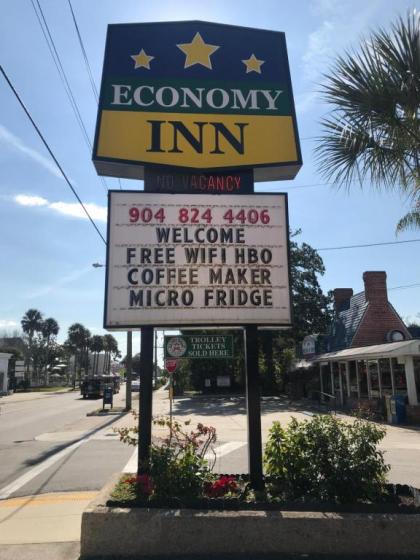 ECONOMY
INN
NO VACANCY
904 824 4406
WELCOME
FREE WIFI HBO
COFFEE MAKER
MICRO FRIDGE
TROLLEY
TICKETS
SOLD HERE